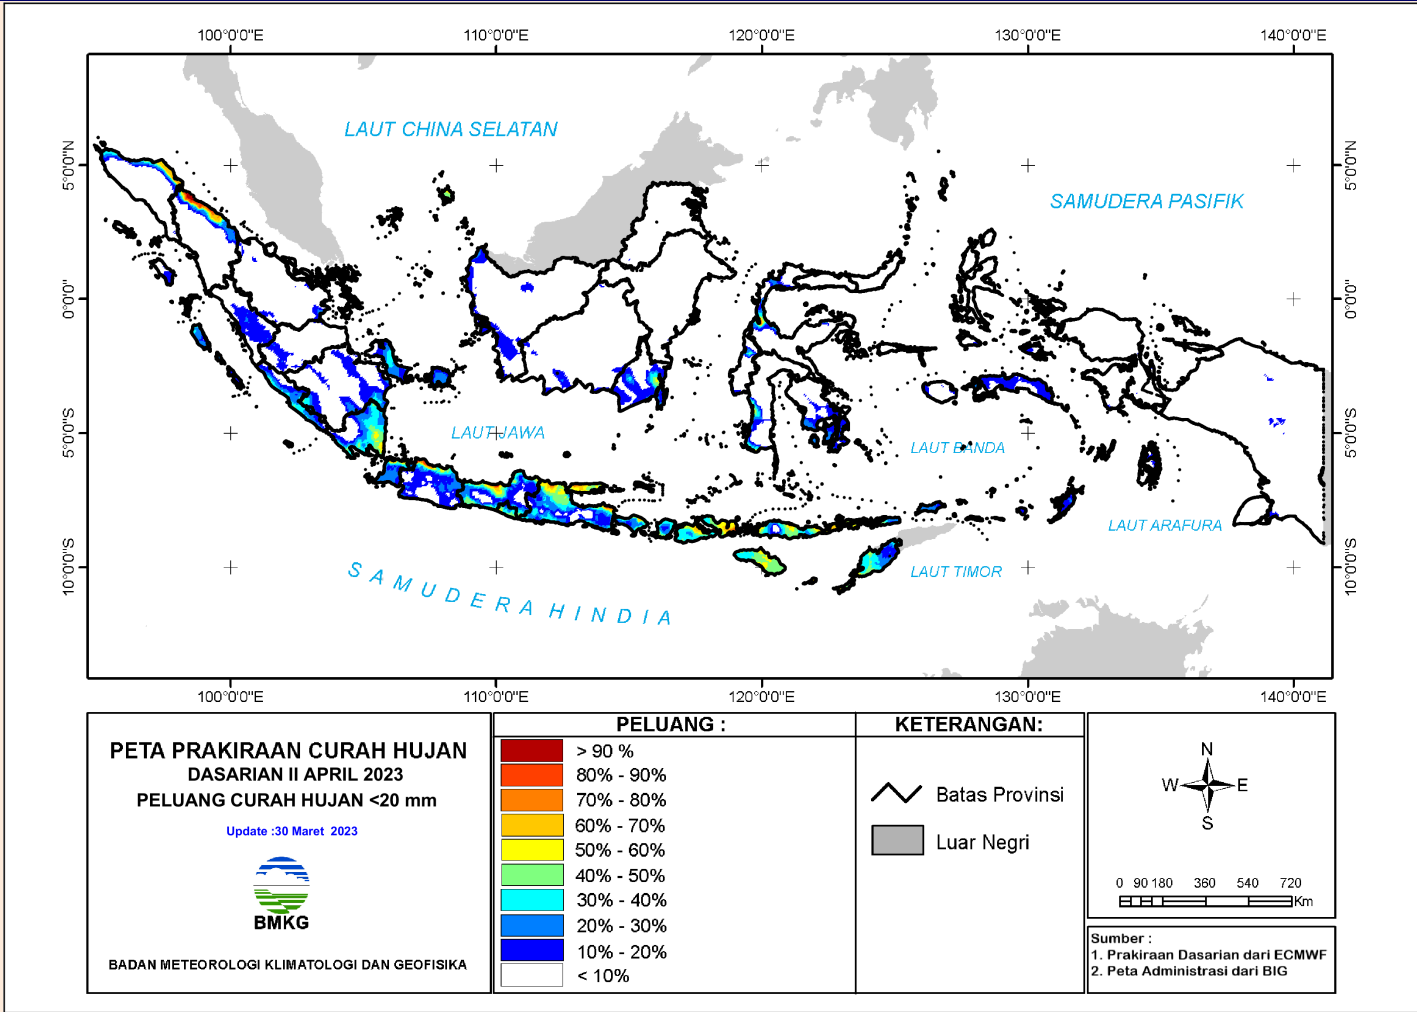 100°0'0"E 110°0'0"E 120°0'0"E 130°0'0"E 140°0'0"E
5°0'0"N
0°0'0"
5°0'0"S
10°0'0"S
5°0'0"N
0°0'0"
5°0'0"S
10°0'0"S
LAUT CHINA SELATAN
SAMUDERA PASIFIK
LAUT JAWA
LAUT BANDA
LAUT ARAFURA
LAUT TIMOR
SAMUDERA HINDIA
100°0'0"E 110°0'0"E 120°0'0"E 130°0'0"E 140°0'0"E
PETA PRAKIRAAN CURAH HUJAN
DASARIAN II APRIL 2023
PELUANG CURAH HUJAN <20 mm
Update :30 Maret 2023
BMKG
BADAN METEOROLOGI KLIMATOLOGI DAN GEOFISIKA
PELUANG :
> 90 %
80% - 90%
70% - 80%
60% - 70%
50% - 60%
40% - 50%
30% - 40%
20% - 30%
10% - 20%
< 10%
KETERANGAN:
Batas Provinsi
Luar Negri
N
W E
S
0 90 180 360 540 720
Km
Sumber :
1. Prakiraan Dasarian dari ECMWF
2. Peta Administrasi dari BIG